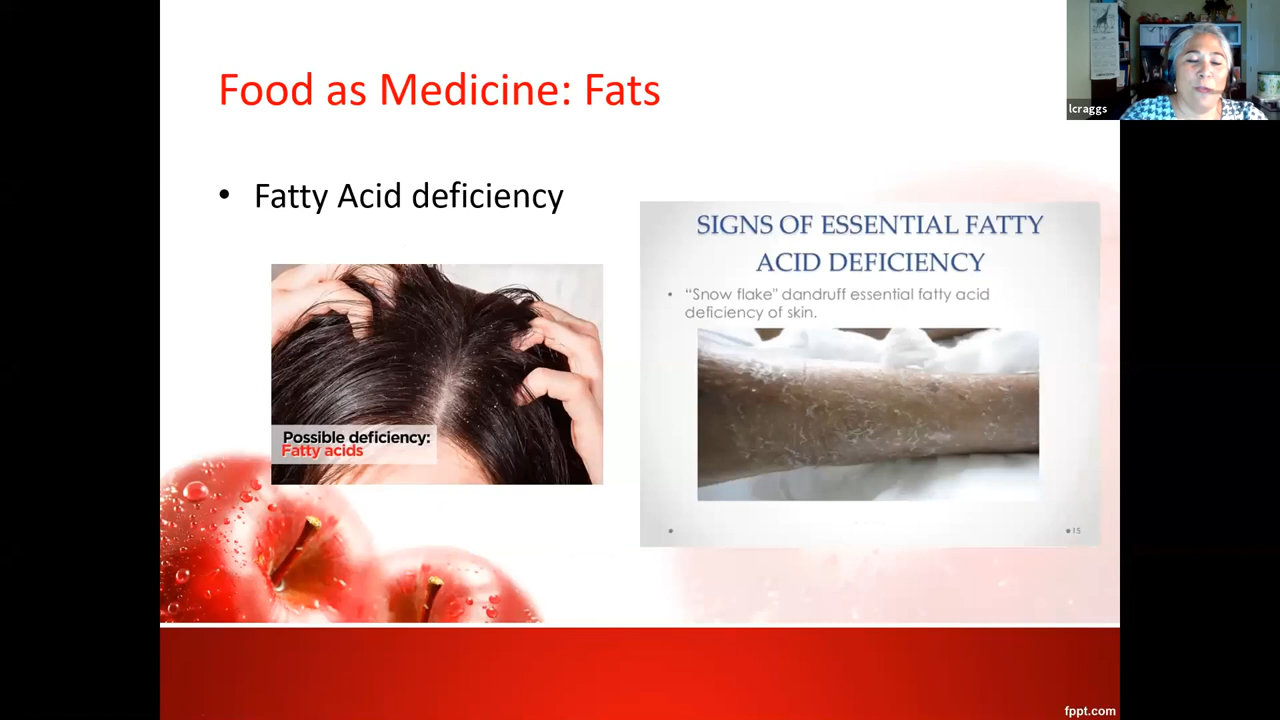 Food as Medicine: Fats
lcraggs
• Fatty Acid deficiency
Possible deficiency:
Fatty acids
SIGNS OF ESSENTIAL FATTY
ACID DEFICIENCY
• “Snow flake" dandruff essential fatty acid
deficiency of skin.
15
fppt.com